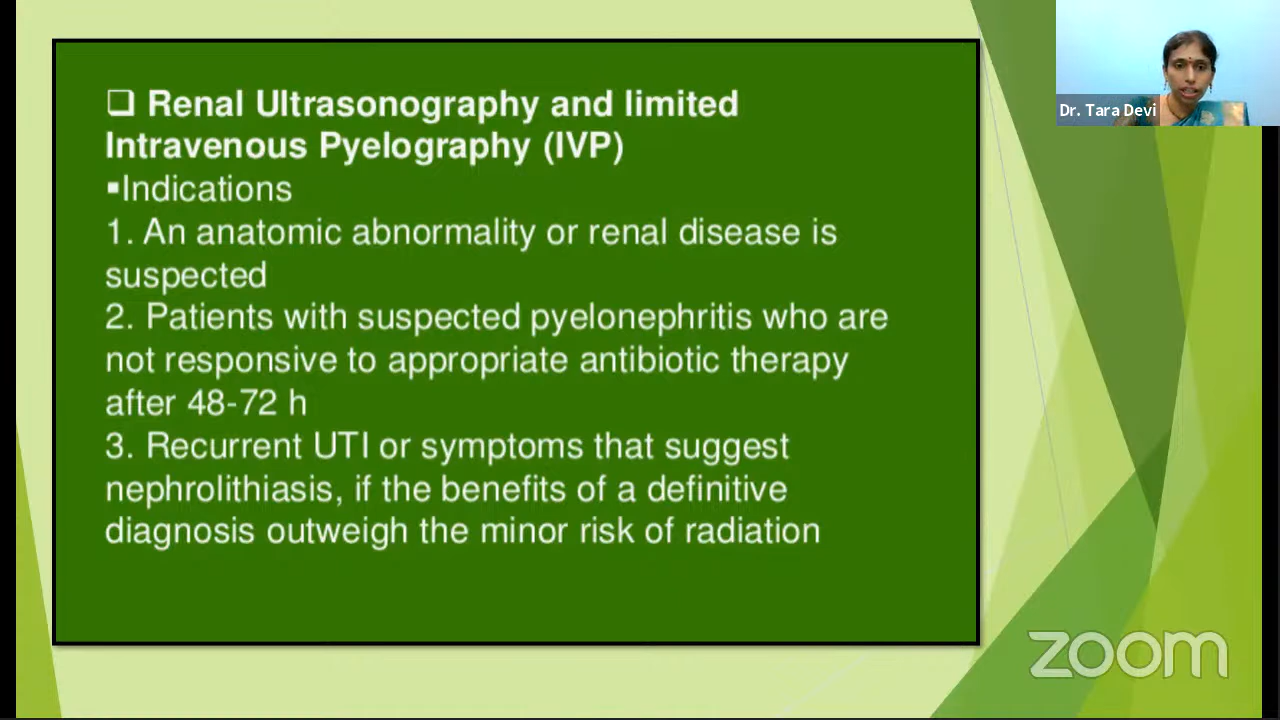 ❑ Renal Ultrasonography and limited
Intravenous Pyelography (IVP)
▪Indications
1. An anatomic abnormality or renal disease is
suspected
2. Patients with suspected pyelonephritis who are
not responsive to appropriate antibiotic therapy
after 48-72 h
3. Recurrent UTI or symptoms that suggest
nephrolithiasis, if the benefits of a definitive
diagnosis outweigh the minor risk of radiation
Dr. Tara Devi
zoom